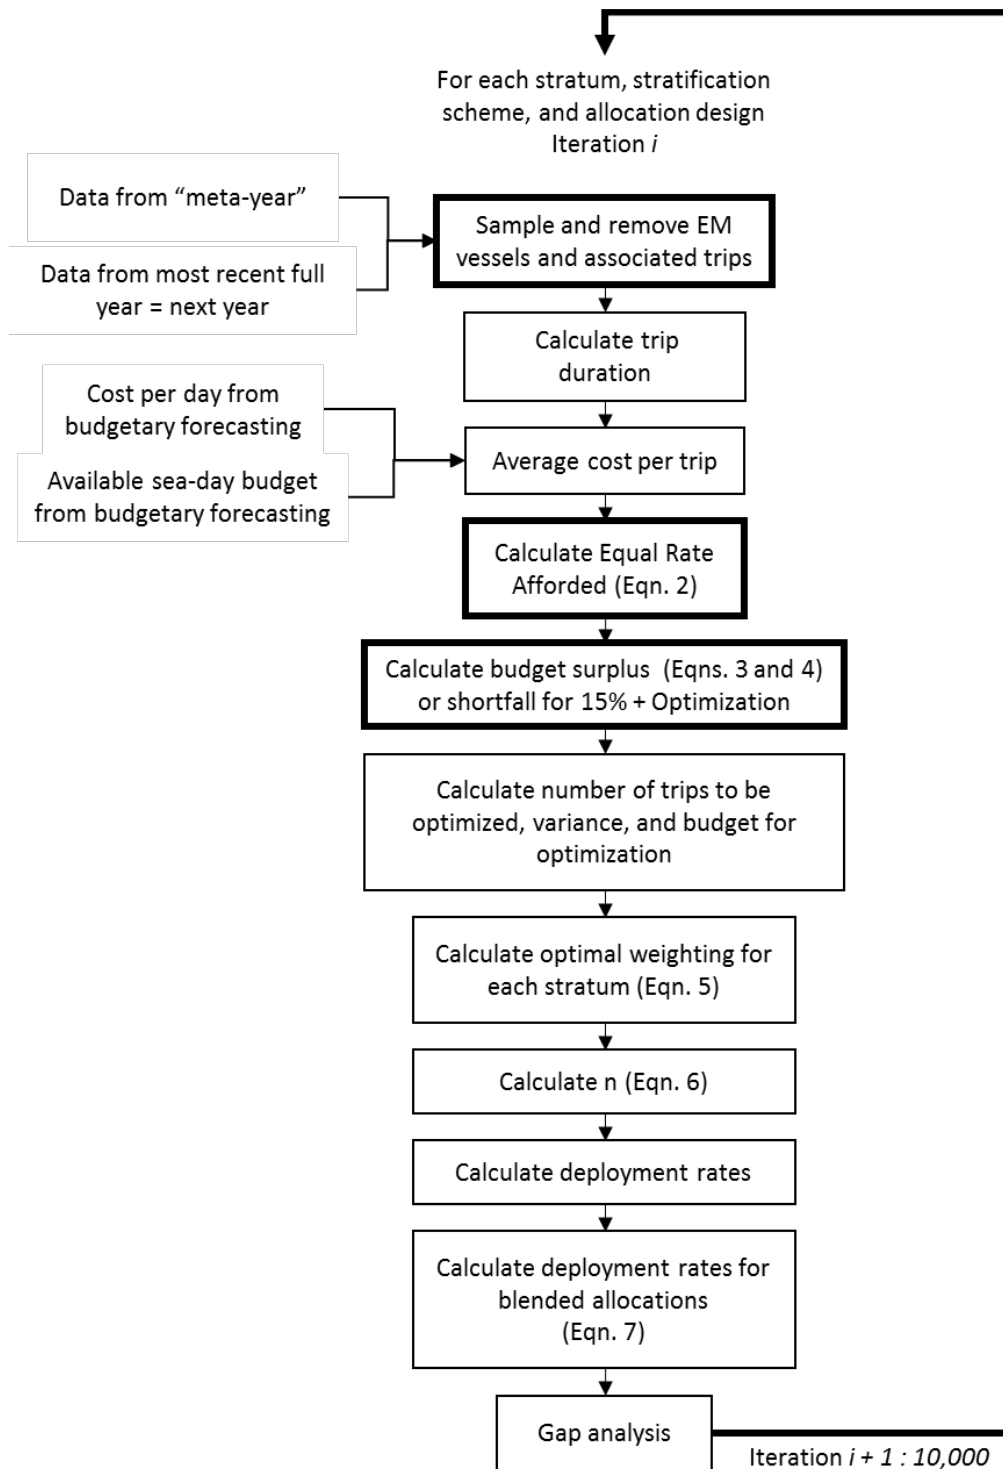 For each stratum, stratification
scheme, and allocation design
Iteration i
Data from “meta-year”
Data from most recent full
year = next year
Sample and remove EM
vessels and associated trips
Calculate trip
duration
Cost per day from
budgetary forecasting
Available sea-day budget
from budgetary forecasting
Average cost per trip
Calculate Equal Rate
Afforded (Eqn. 2)
Calculate budget surplus (Eqns. 3 and 4)
or shortfall for 15% + Optimization
Calculate number of trips to be
optimized, variance, and budget for
optimization
Calculate optimal weighting for
each stratum (Eqn. 5)
Calculate n (Eqn. 6)
Calculate deployment rates
Calculate deployment rates for
blended allocations
(Eqn. 7)
Gap analysis
Iteration i + 1 : 10,000